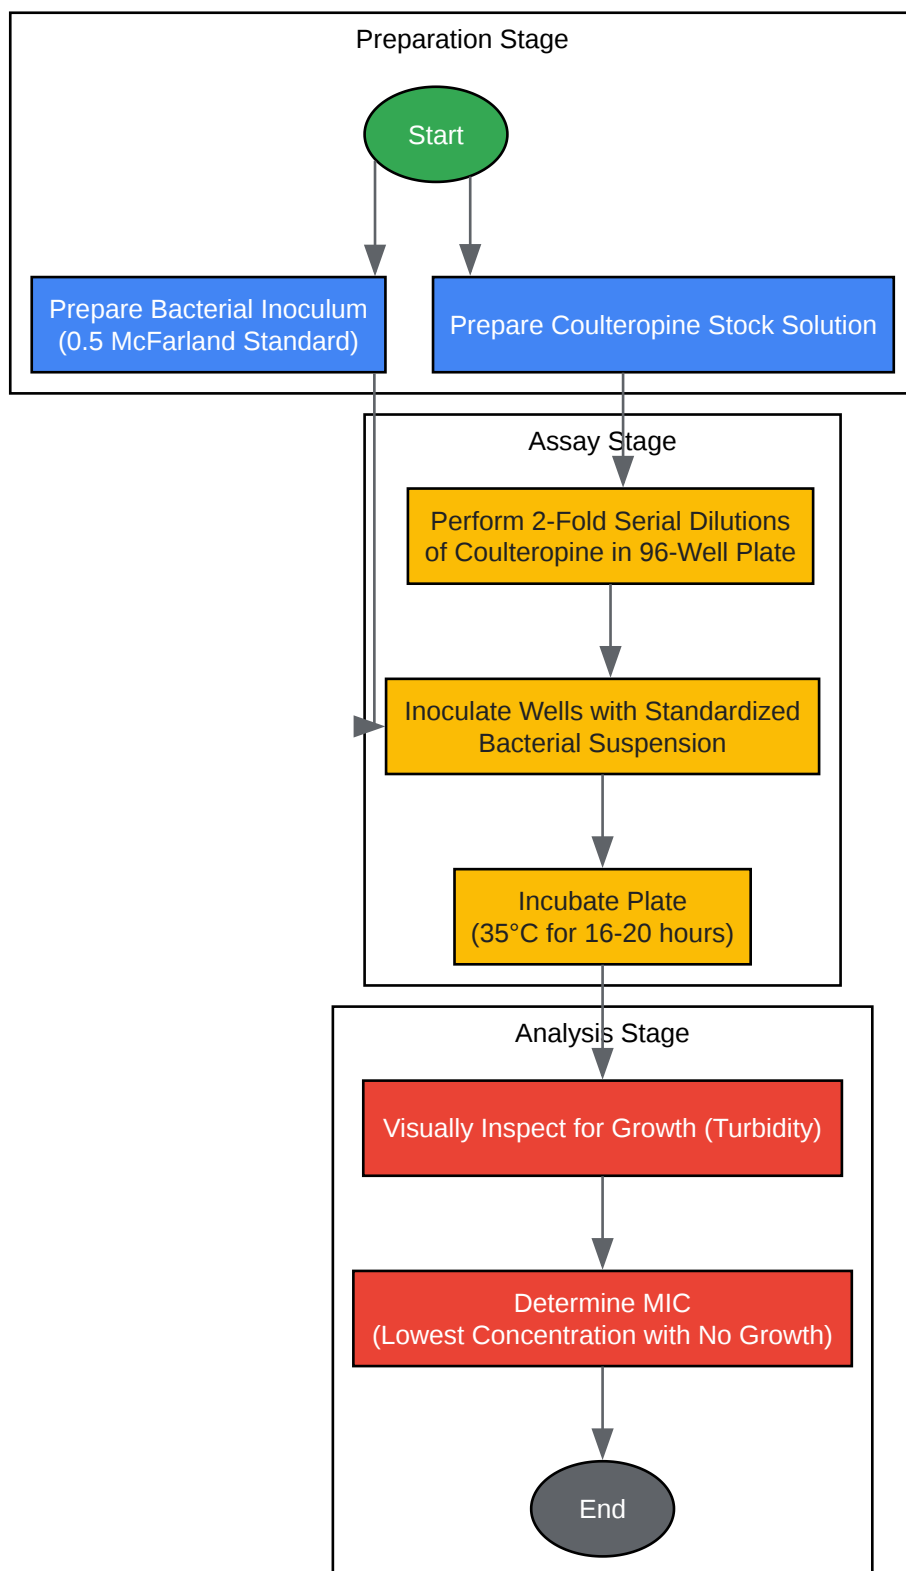 Preparation Stage
Start
Prepare Bacterial Inoculum
(0.5 McFarland Standard)
Prepare Coulteropine Stock Solution
Assay Stage
Perform 2-Fold Serial Dilutions
of Coulteropine in 96-Well Plate
Inoculate Wells with Standardized
Bacterial Suspension
Incubate Plate
(35°C for 16-20 hours)
Analysis Stage
Visually Inspect for Growth (Turbidity)
Determine MIC
(Lowest Concentration with No Growth)
End